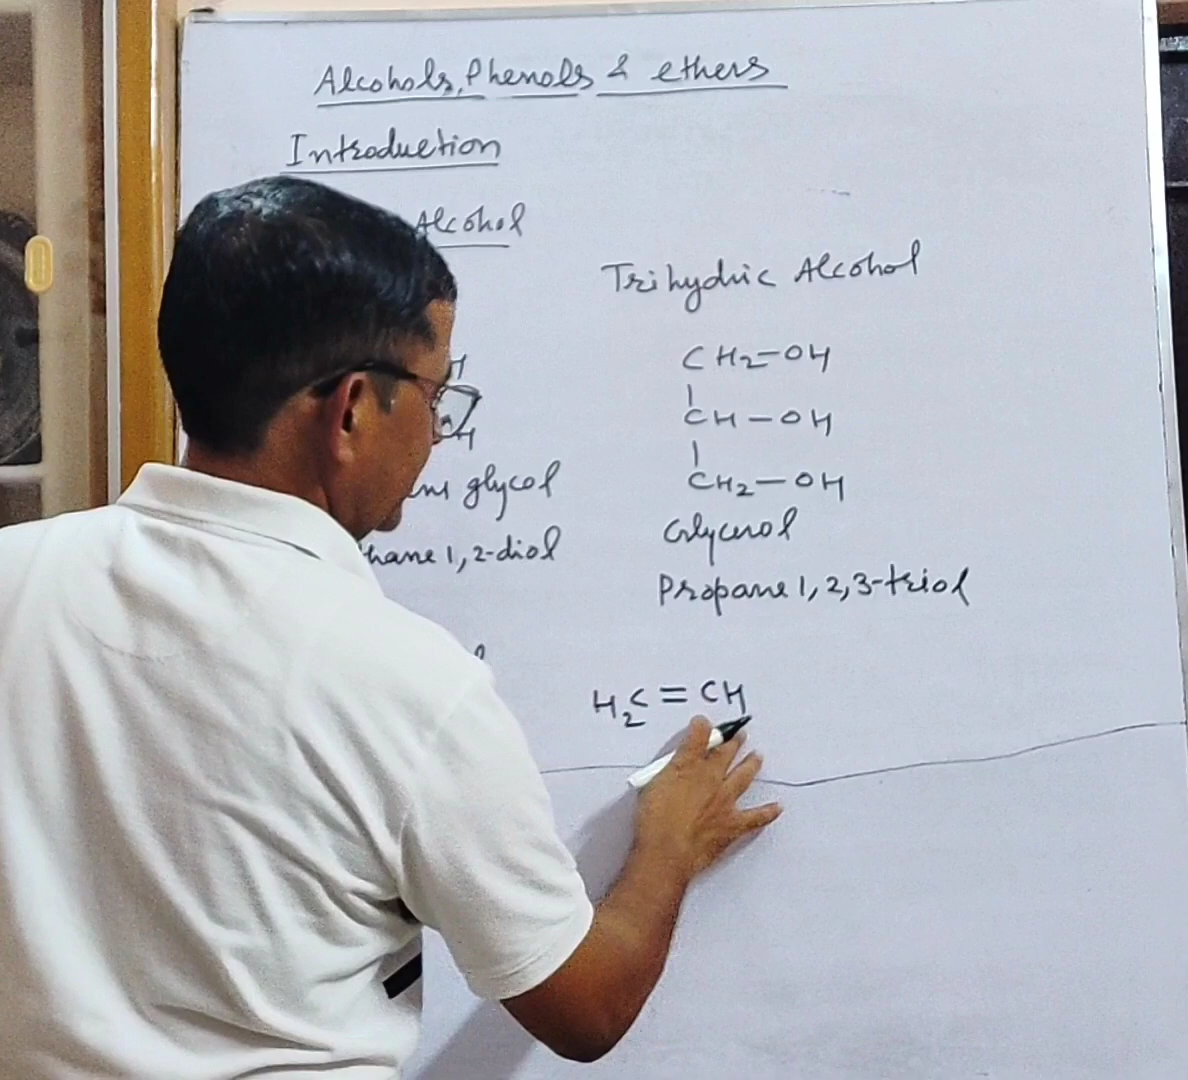 Alcohols, Phenols & ethers
Introduction
Alcohol
Trihydric Alcohol
CH2-OH
CH-OH
CH2-OH
glycol
Glycerol
hane 1, 2-diol
Propane 1, 2, 3-triol
H2C=CH